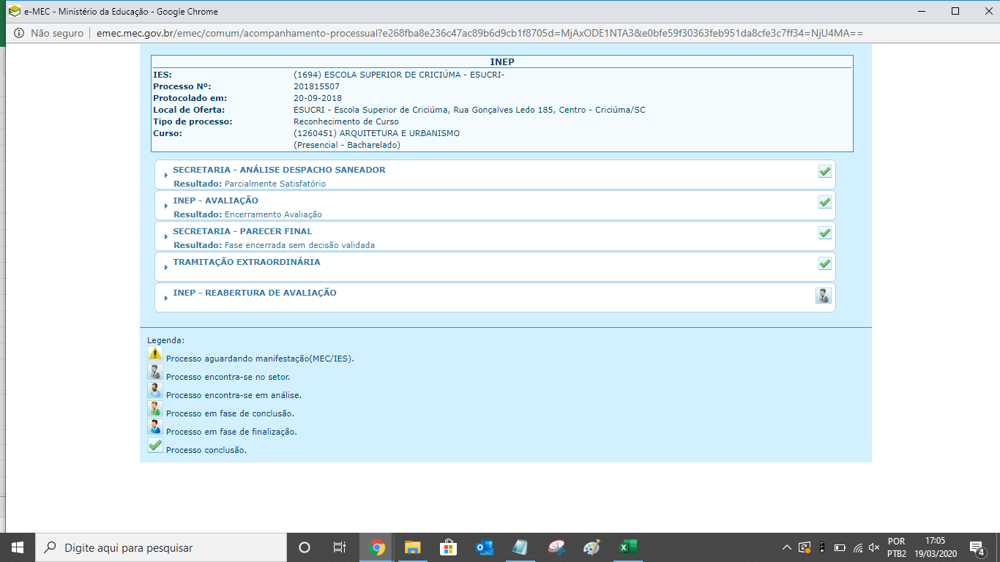 e-MEC - Ministério da Educação - Google Chrome
Não seguro | emec.mec.gov.br/emec/comum/acompanhamento-processual?e268fba8e236c47ac89b6d9cb1f8705d=MjAxODE1NTA3&e0bfe59f30363feb951da8cfe3c7ff34=NjU4MA==
INEP
IES: (1694) ESCOLA SUPERIOR DE CRICIÚMA - ESUCRI-
Processo Nº: 201815507
Protocolado em: 20-09-2018
Local de Oferta: ESUCRI - Escola Superior de Criciúma, Rua Gonçalves Ledo 185, Centro - Criciúma/SC
Tipo de processo: Reconhecimento de Curso
Curso: (1260451) ARQUITETURA E URBANISMO
(Presencial - Bacharelado)
SECRETARIA - ANÁLISE DESPACHO SANEADOR
Resultado: Parcialmente Satisfatório
INEP - AVALIAÇÃO
Resultado: Encerramento Avaliação
SECRETARIA - PARECER FINAL
Resultado: Fase encerrada sem decisão validada
TRAMITAÇÃO EXTRAORDINÁRIA
INEP - REABERTURA DE AVALIAÇÃO
Legenda:
Processo aguardando manifestação(MEC/IES).
Processo encontra-se no setor.
Processo encontra-se em análise.
Processo em fase de conclusão.
Processo em fase de finalização.
Processo conclusão.
Digite aqui para pesquisar
POR
PTB2
17:05
19/03/2020
4